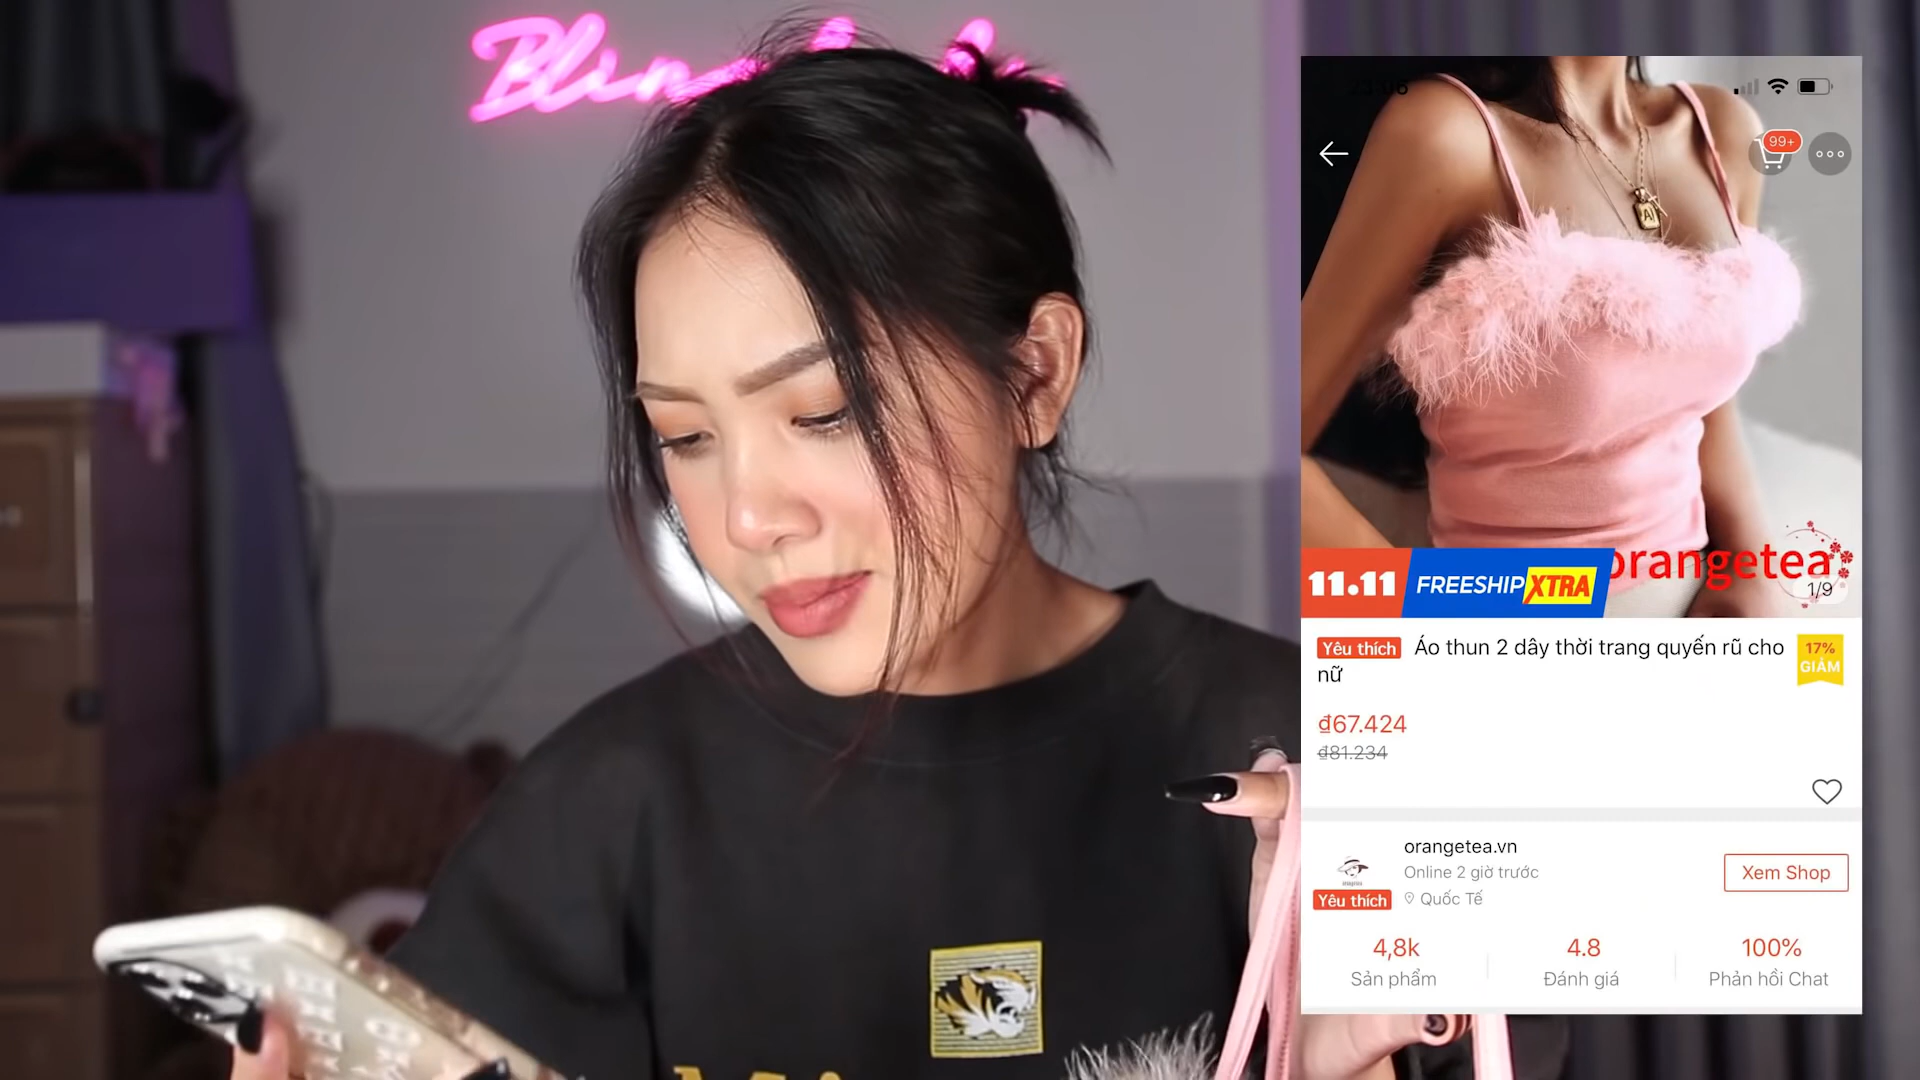 99+
orangetea
11.11
FREESHIP XTRA
1/9
Yêu thích Áo thun 2 dây thời trang quyến rũ cho
nữ
17%
GIẢM
₫67.424
₫81.234
orangetea.vn
Online 2 giờ trước
Quốc Tế
Yêu thích
Xem Shop
4,8k
Sản phẩm
4.8
Đánh giá
100%
Phản hồi Chat